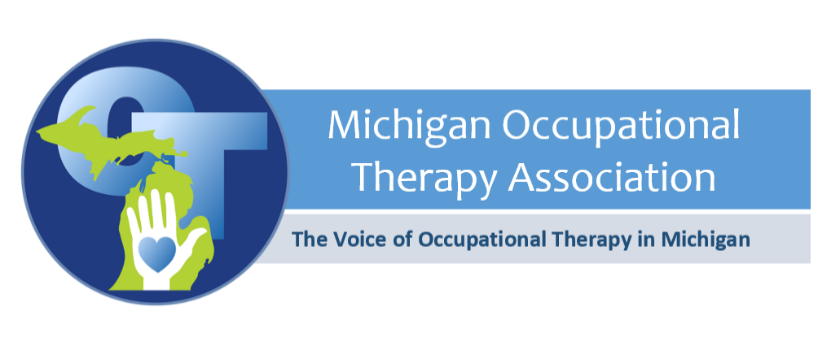 OT
Michigan Occupational
Therapy Association
The Voice of Occupational Therapy in Michigan